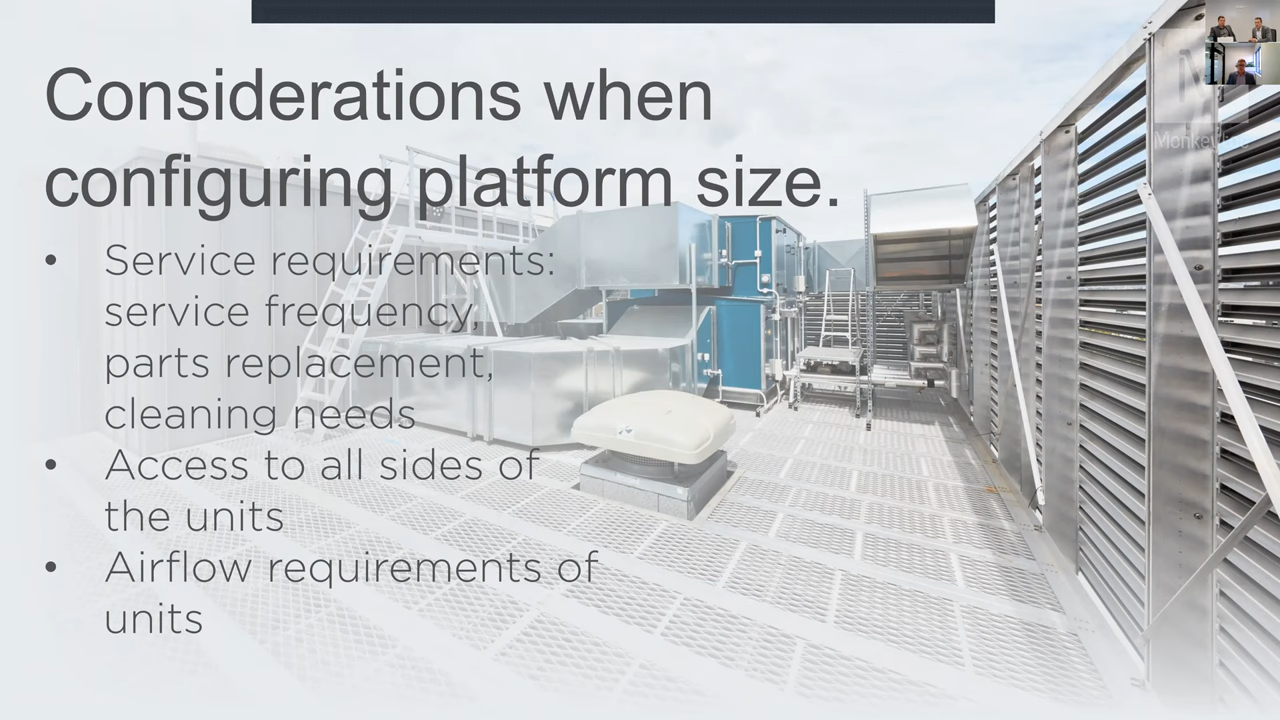 Considerations when
configuring platform size.
• Service requirements:
service frequency,
parts replacement,
cleaning needs
• Access to all sides of
the units
• Airflow requirements of
units